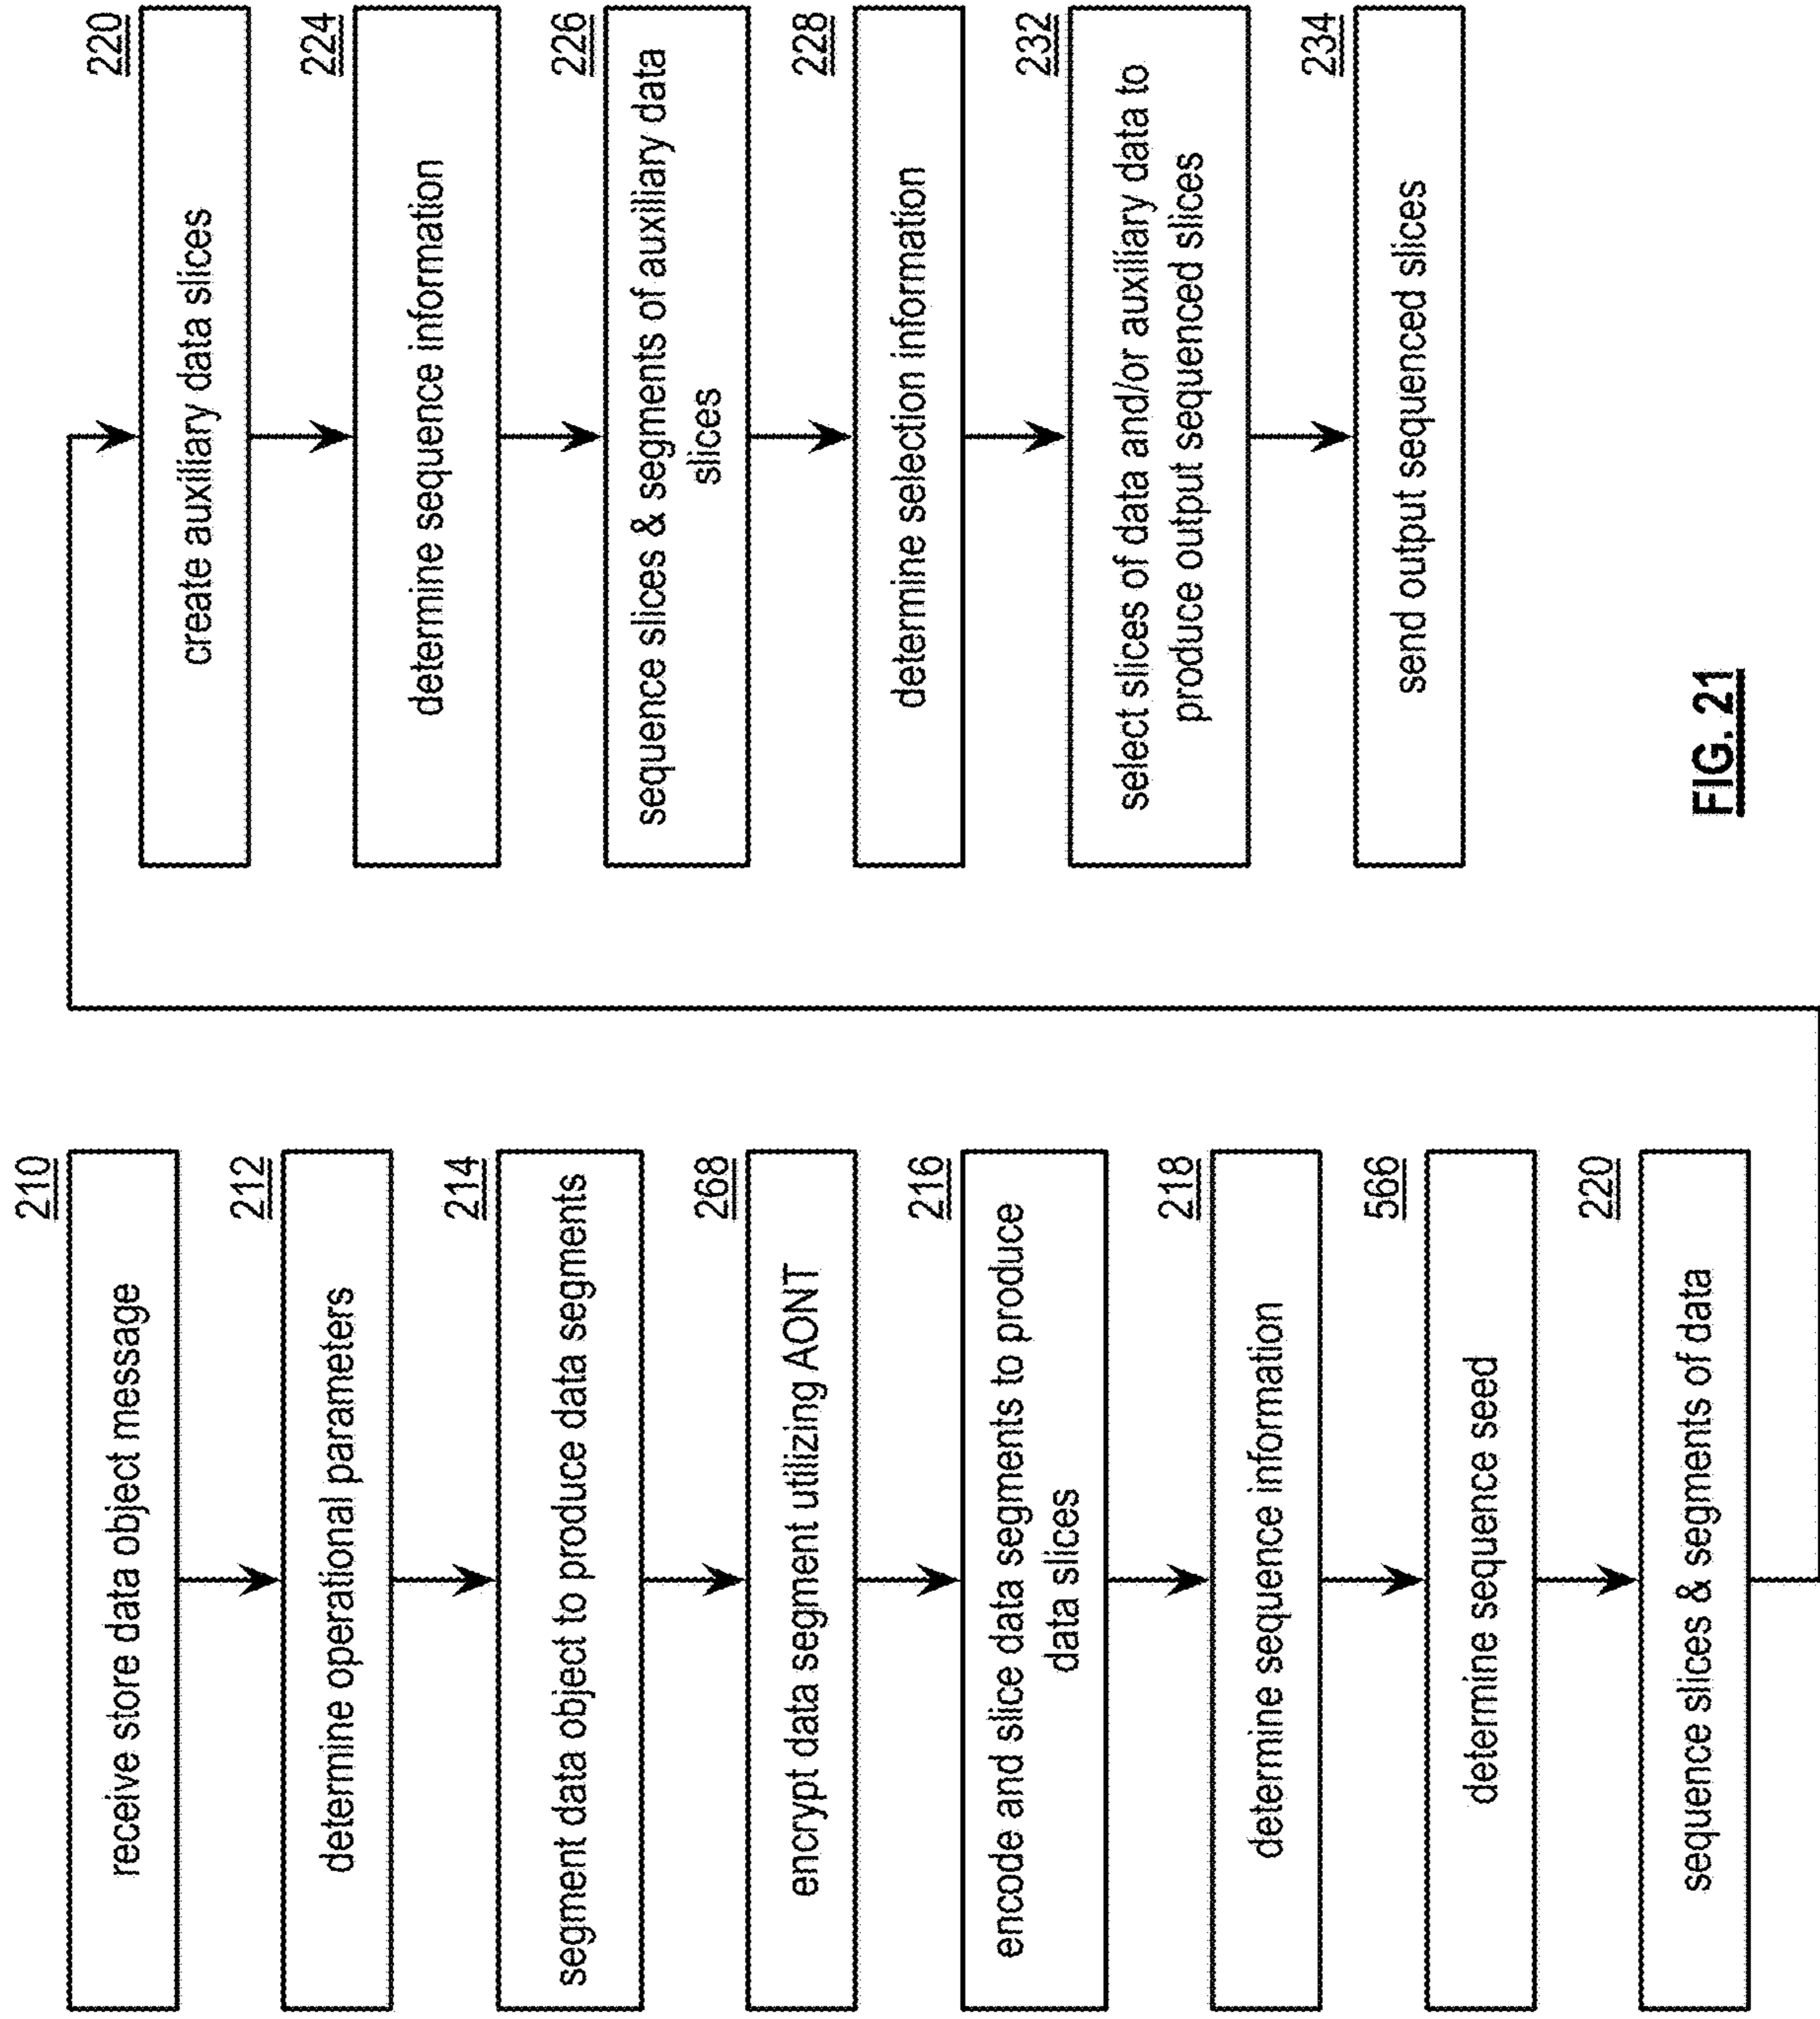 210
receive store data object message
212
determine operational parameters
214
segment data object to produce data segments
268
encrypt data segment utilizing AONT
216
encode and slice data segments to produce
data slices
218
determine sequence information
566
determine sequence seed
220
sequence slices & segments of data
220
create auxiliary data slices
224
determine sequence information
226
sequence slices & segments of auxiliary data
slices
228
determine selection information
232
select slices of data and/or auxiliary data to
produce output sequenced slices
234
send output sequenced slices
FIG. 21